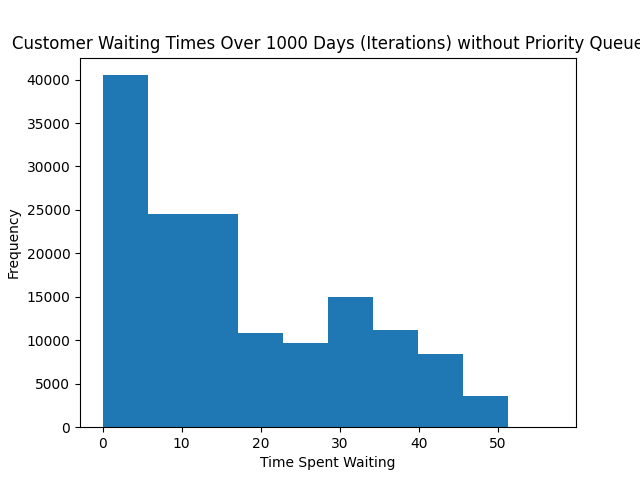 Customer Waiting Times Over 1000 Days (Iterations) without Priority Queue
40000
35000
30000
25000
20000
15000
10000
5000
0
Frequency
0 10 20 30 40 50
Time Spent Waiting